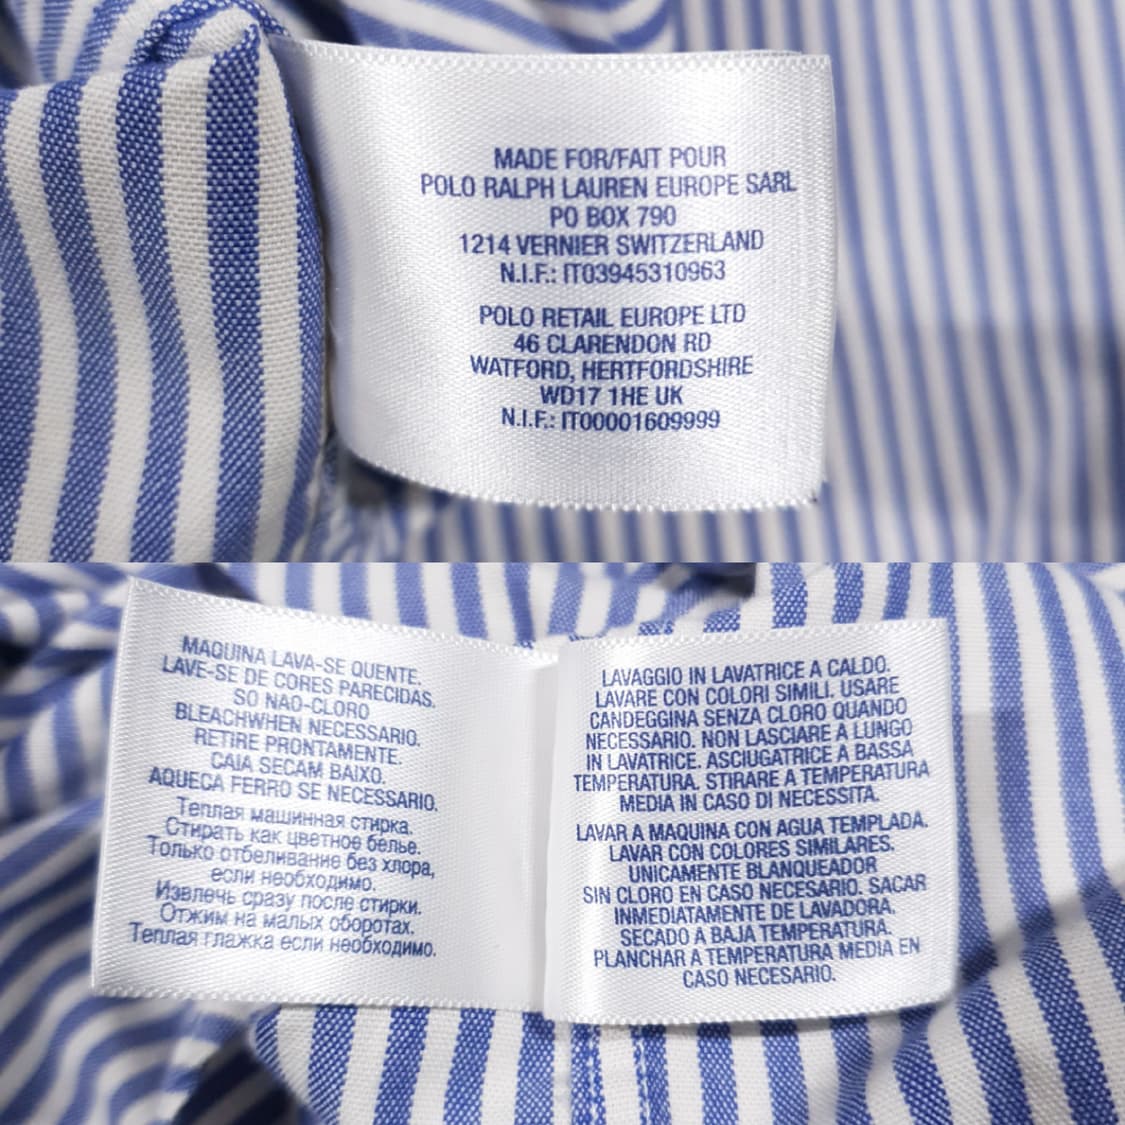 MADE FOR/FAIT POUR
POLO RALPH LAUREN EUROPE SARL
PO BOX 790
1214 VERNIER SWITZERLAND
N.I.F.: IT03945310963
POLO RETAIL EUROPE LTD
46 CLARENDON RD
WATFORD, HERTFORDSHIRE
WD17 1HE UK
N.I.F.: IT00001609999
MAQUINA LAVA-SE QUENTE.
LAVE-SE DE CORES PARECIDAS.
SO NAO-CLORO
BLEACHWHEN NECESSARIO.
RETIRE PRONTAMENTE.
CAIA SECAM BAIXO.
AQUECA FERRO SE NECESSARIO.
Теплая машинная стирка.
Стирать как цветное белье.
Только отбеливание без хлора,
если необходимо.
Извлечь сразу после стирки.
Отжим на малых оборотах.
Теплая глажка если необходимо.
LAVAGGIO IN LAVATRICE A CALDO.
LAVARE CON COLORI SIMILI. USARE
CANDEGGINA SENZA CLORO QUANDO
NECESSARIO. NON LASCIARE A LUNGO
IN LAVATRICE. ASCIUGATRICE A BASSA
TEMPERATURA. STIRARE A TEMPERATURA
MEDIA IN CASO DI NECESSITA.
LAVAR A MAQUINA CON AGUA TEMPLADA.
LAVAR CON COLORES SIMILARES.
UNICAMENTE BLANQUEADOR
SIN CLORO EN CASO NECESARIO. SACAR
INMEDIATAMENTE DE LAVADORA.
SECADO A BAJA TEMPERATURA.
PLANCHAR A TEMPERATURA MEDIA EN
CASO NECESARIO.